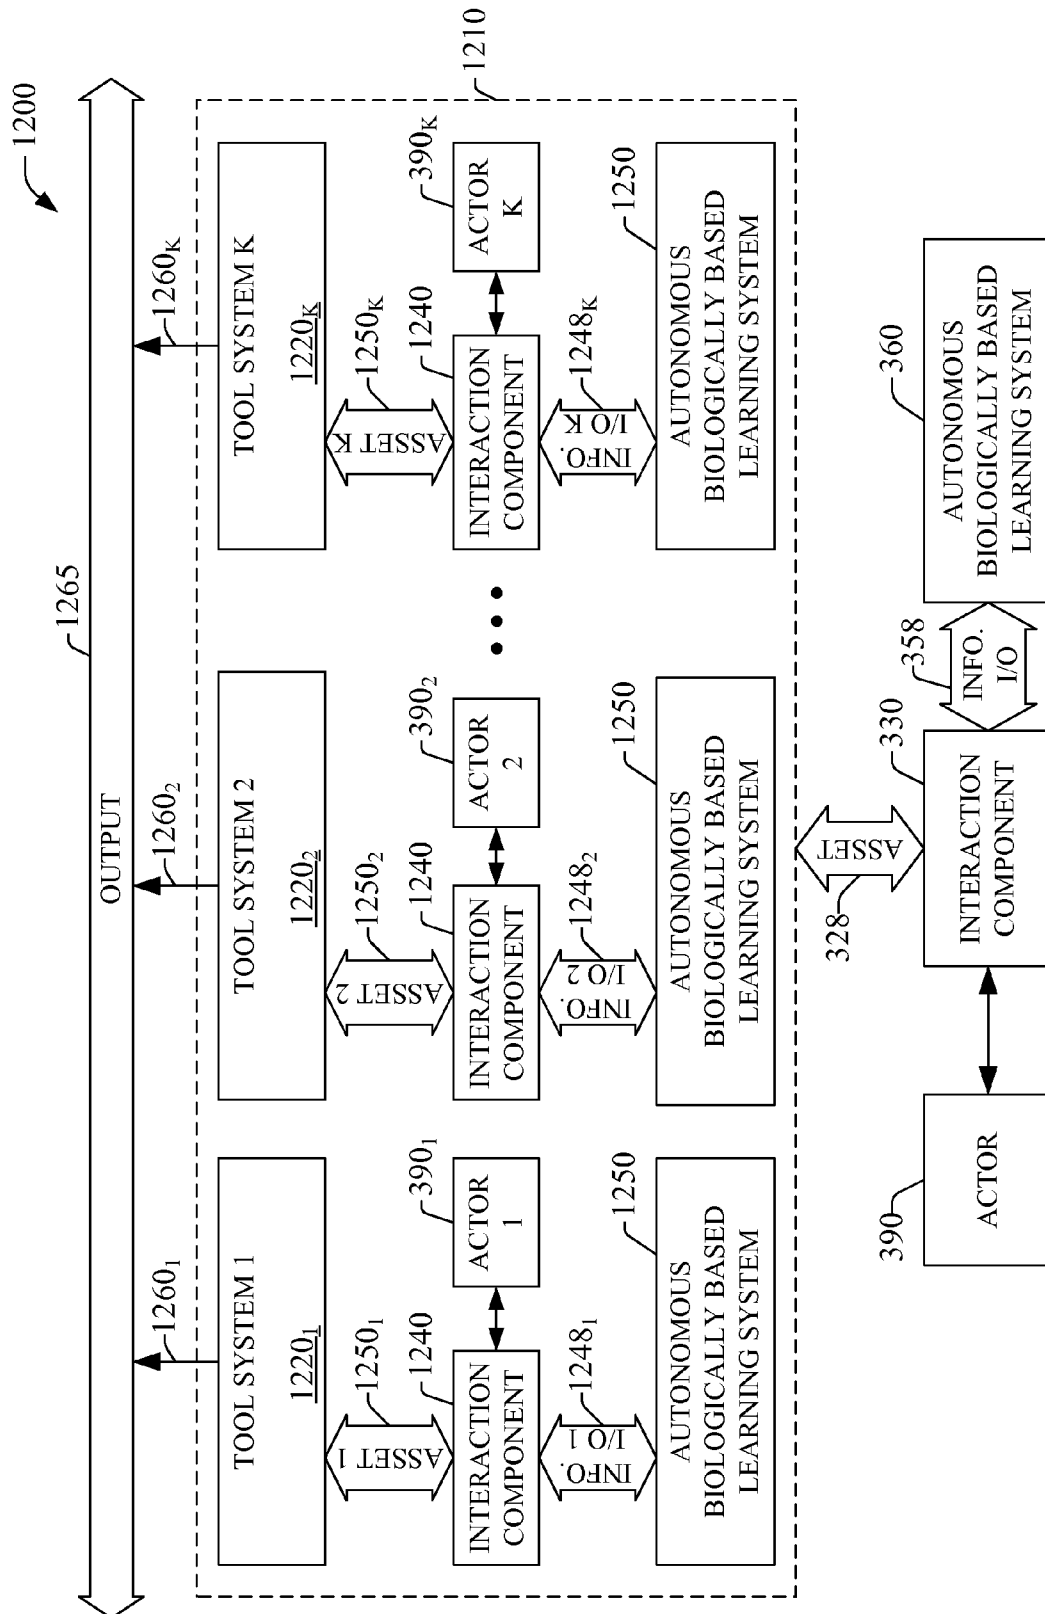 1200
1265
OUTPUT
1260₁
1260₂
1260K
1210
TOOL SYSTEM 1
1220₁
TOOL SYSTEM 2
1220₂
TOOL SYSTEM K
1220K
ASSET 1
1250₁
ASSET 2
1250₂
ASSET K
1250K
1240
INTERACTION
COMPONENT
390₁
ACTOR
1
1240
INTERACTION
COMPONENT
390₂
ACTOR
2
1240
INTERACTION
COMPONENT
390K
ACTOR
K
INFO.
I/O 1
1248₁
INFO.
I/O 2
1248₂
INFO.
I/O K
1248K
1250
AUTONOMOUS
BIOLOGICALLY BASED
LEARNING SYSTEM
1250
AUTONOMOUS
BIOLOGICALLY BASED
LEARNING SYSTEM
1250
AUTONOMOUS
BIOLOGICALLY BASED
LEARNING SYSTEM
328
ASSET
390
ACTOR
330
INTERACTION
COMPONENT
358
INFO.
I/O
360
AUTONOMOUS
BIOLOGICALLY BASED
LEARNING SYSTEM